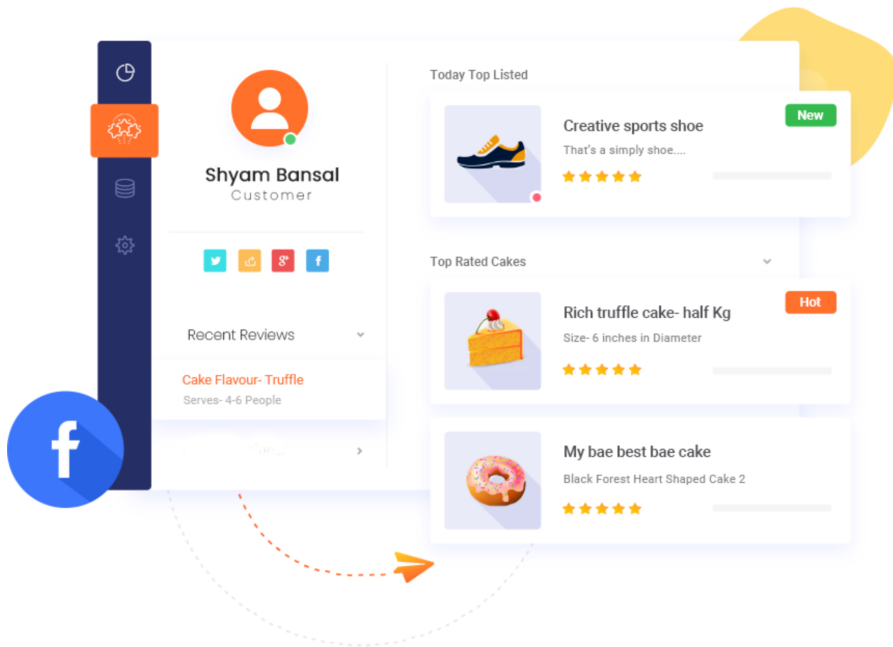 Shyam Bansal
Customer
Recent Reviews
Cake Flavour- Truffle
Serves- 4-6 People
Today Top Listed
Creative sports shoe
New
That's a simply shoe....
Top Rated Cakes
Rich truffle cake- half Kg
Hot
Size- 6 inches in Diameter
My bae best bae cake
Black Forest Heart Shaped Cake 2